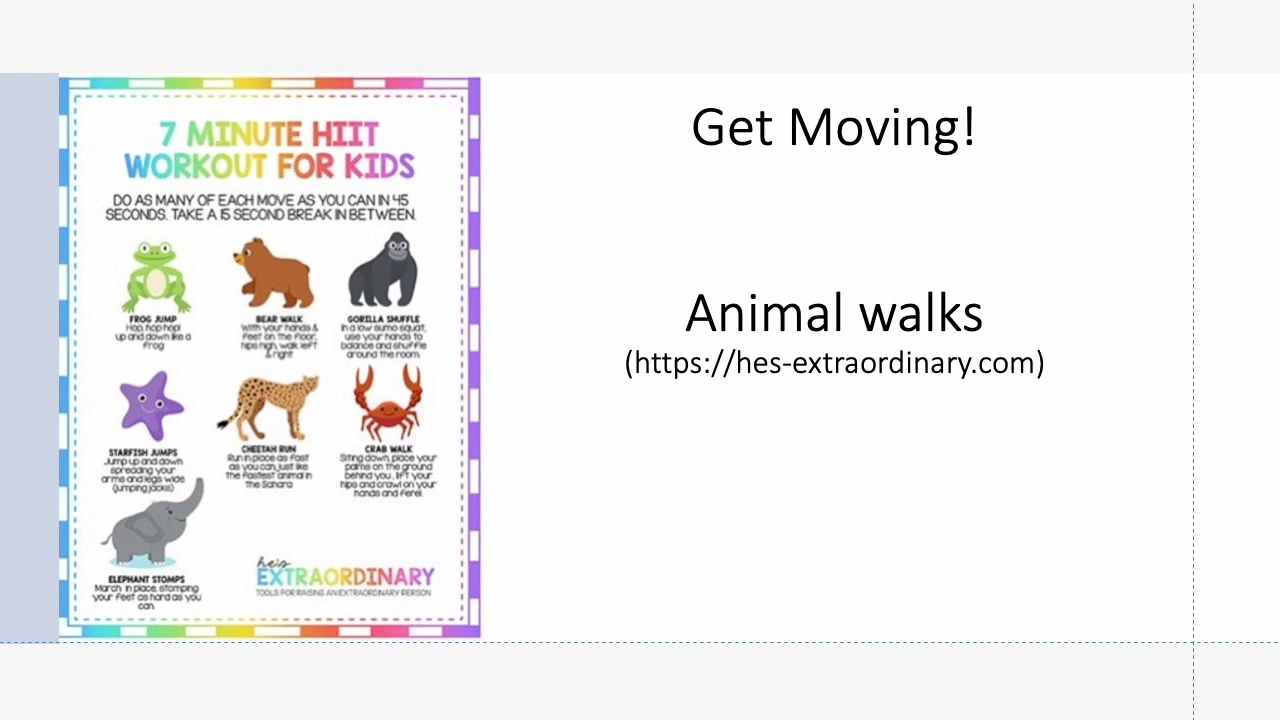 7 MINUTE HIIT
WORKOUT FOR KIDS
DO AS MANY OF EACH MOVE AS YOU CAN IN 45
SECONDS. TAKE A 15 SECOND BREAK IN BETWEEN.
FROG JUMP
Hop, hop hop!
up and down like a
frog
BEAR WALK
With your hands &
feet on the floor,
hips high, walk left
& right
GORILLA SHUFFLE
In a low sumo squat,
use your hands to
balance and shuffle
around the room.
STARFISH JUMPS
Jump up and down
spreading your
arms and legs wide
(jumping jacks)
CHEETAH RUN
Run in place as fast
as you can, just like
the fastest animal in
the Sahara
CRAB WALK
Siting down, place your
palms on the ground
behind you, lift your
hips and crawl on your
hands and feret.
ELEPHANT STOMPS
March in place, stomping
your feet as hard as you
can.
he's
EXTRAORDINARY
TOOLS FOR RAISING AN EXTRAORDINARY PERSON
Get Moving!
Animal walks
(https://hes-extraordinary.com)